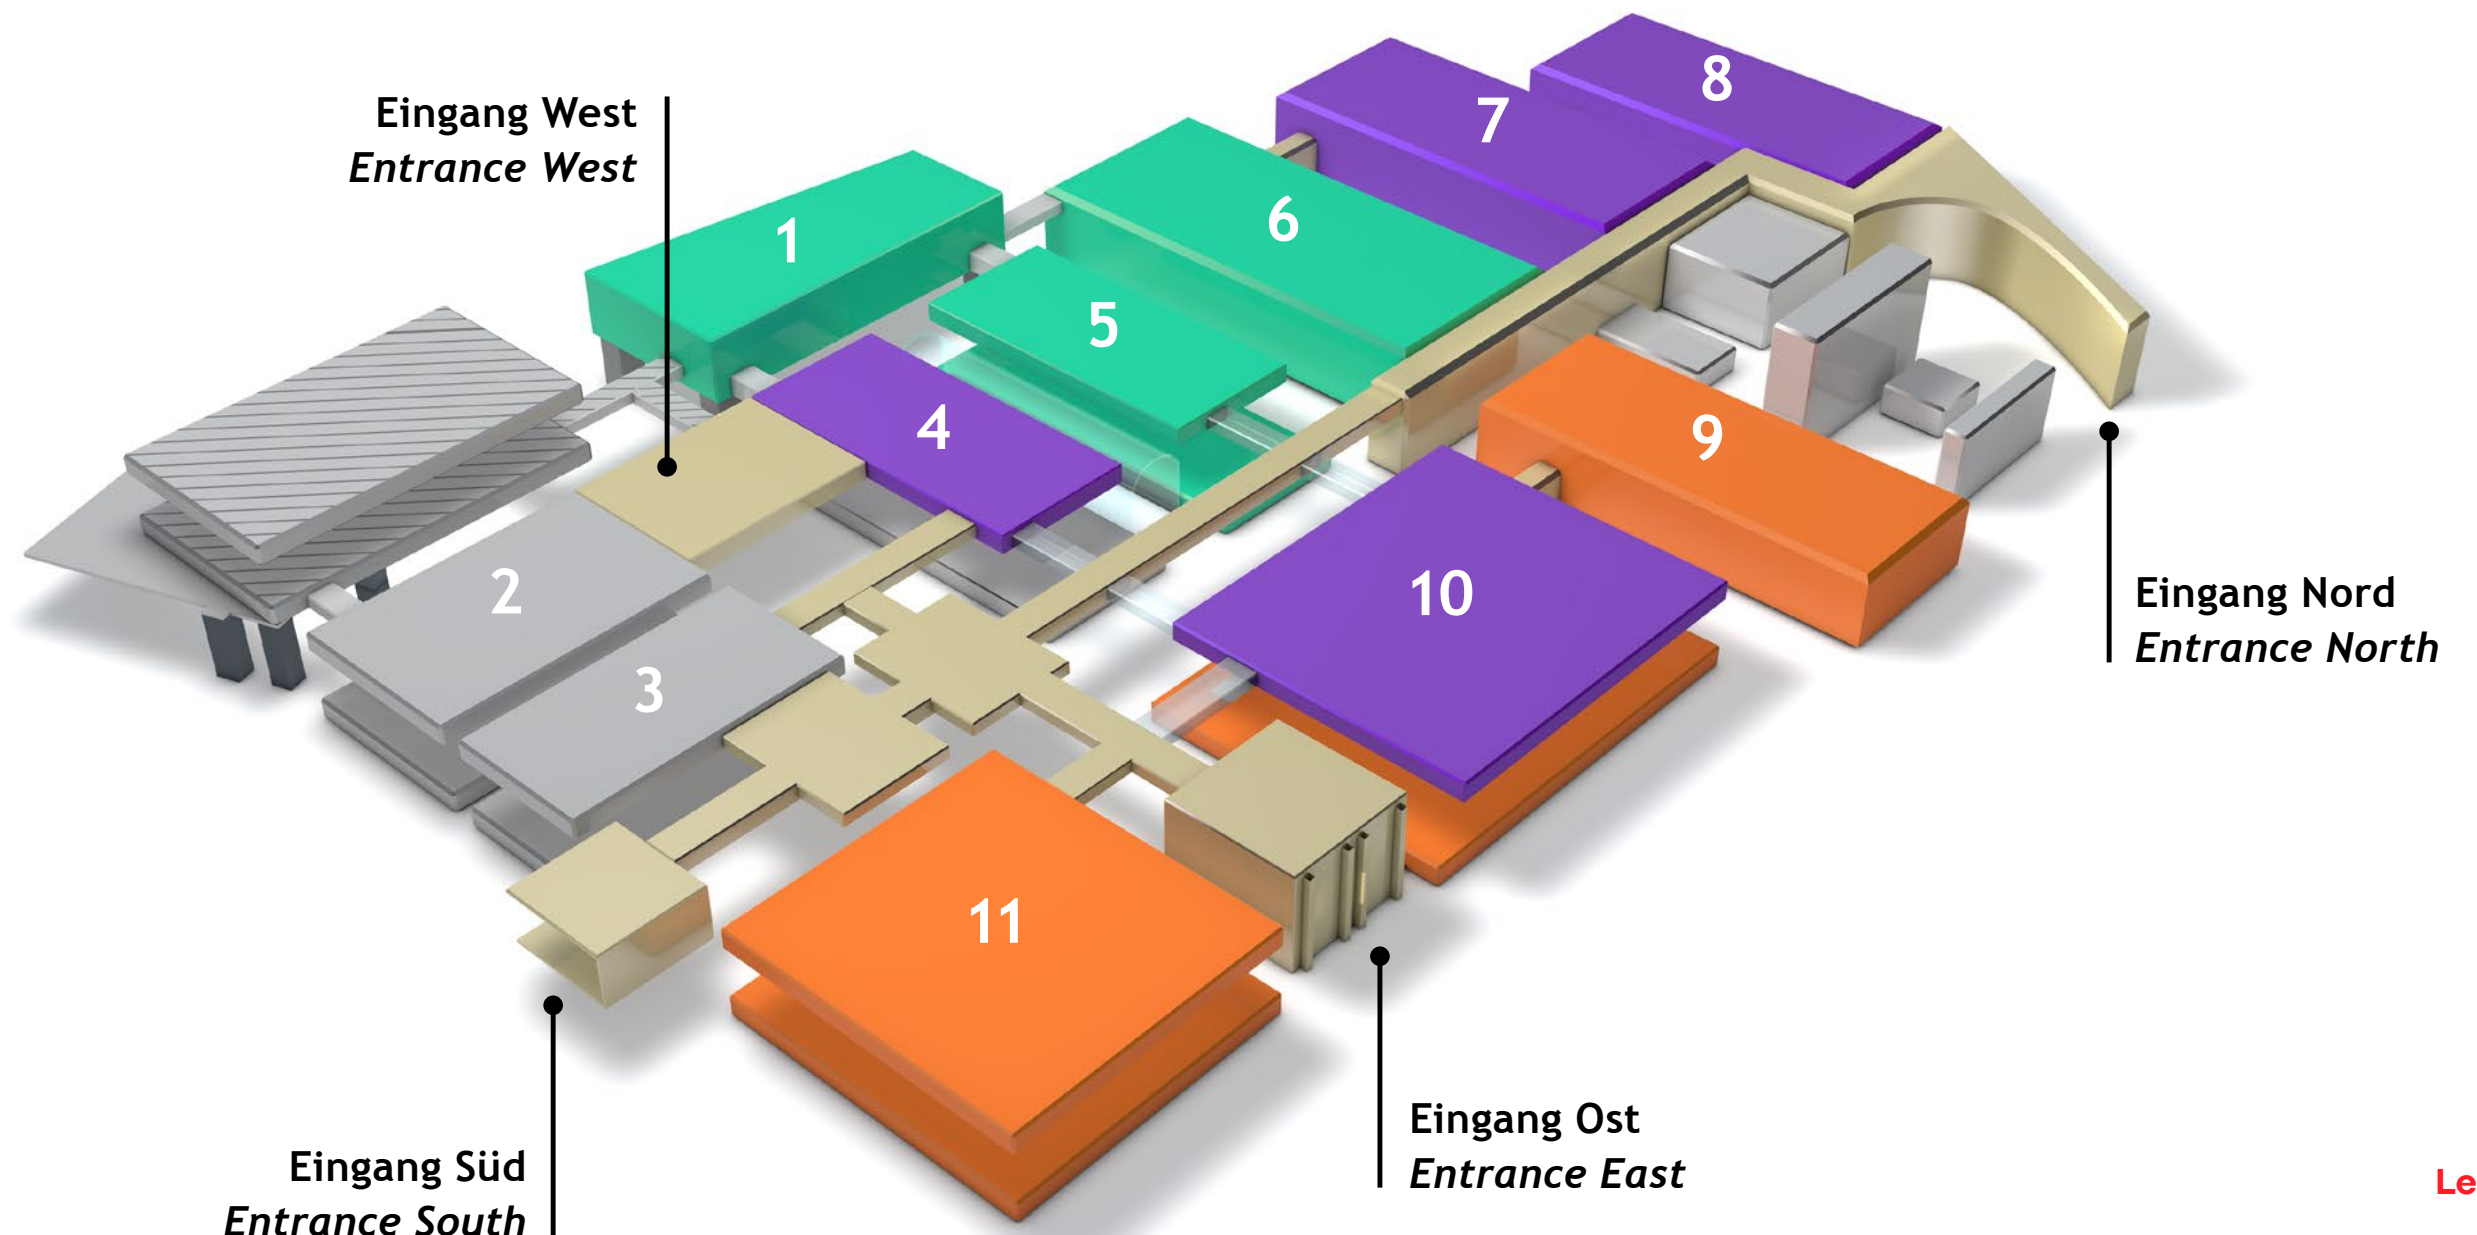 8
7
Eingang West
Entrance West
1
6
5
4
9
10
2
Eingang Nord
Entrance North
3
11
Eingang Ost
Entrance East
Eingang Süd
Entrance South
Le